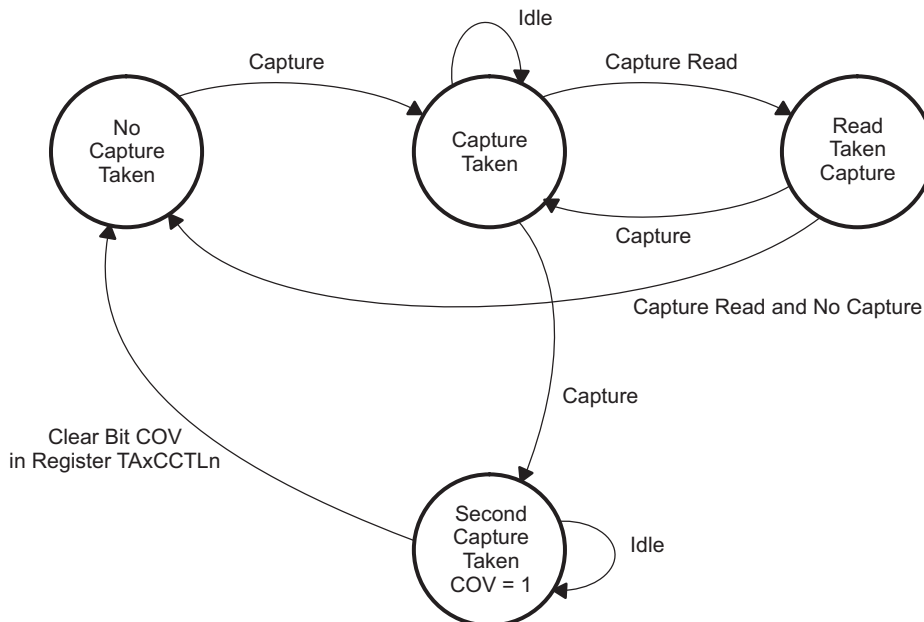 Idle
Capture
Capture Read
No
Capture
Taken
Capture
Taken
Read
Taken
Capture
Capture
Capture Read and No Capture
Capture
Clear Bit COV
in Register TAxCCTLn
Second
Capture
Taken
COV = 1
Idle